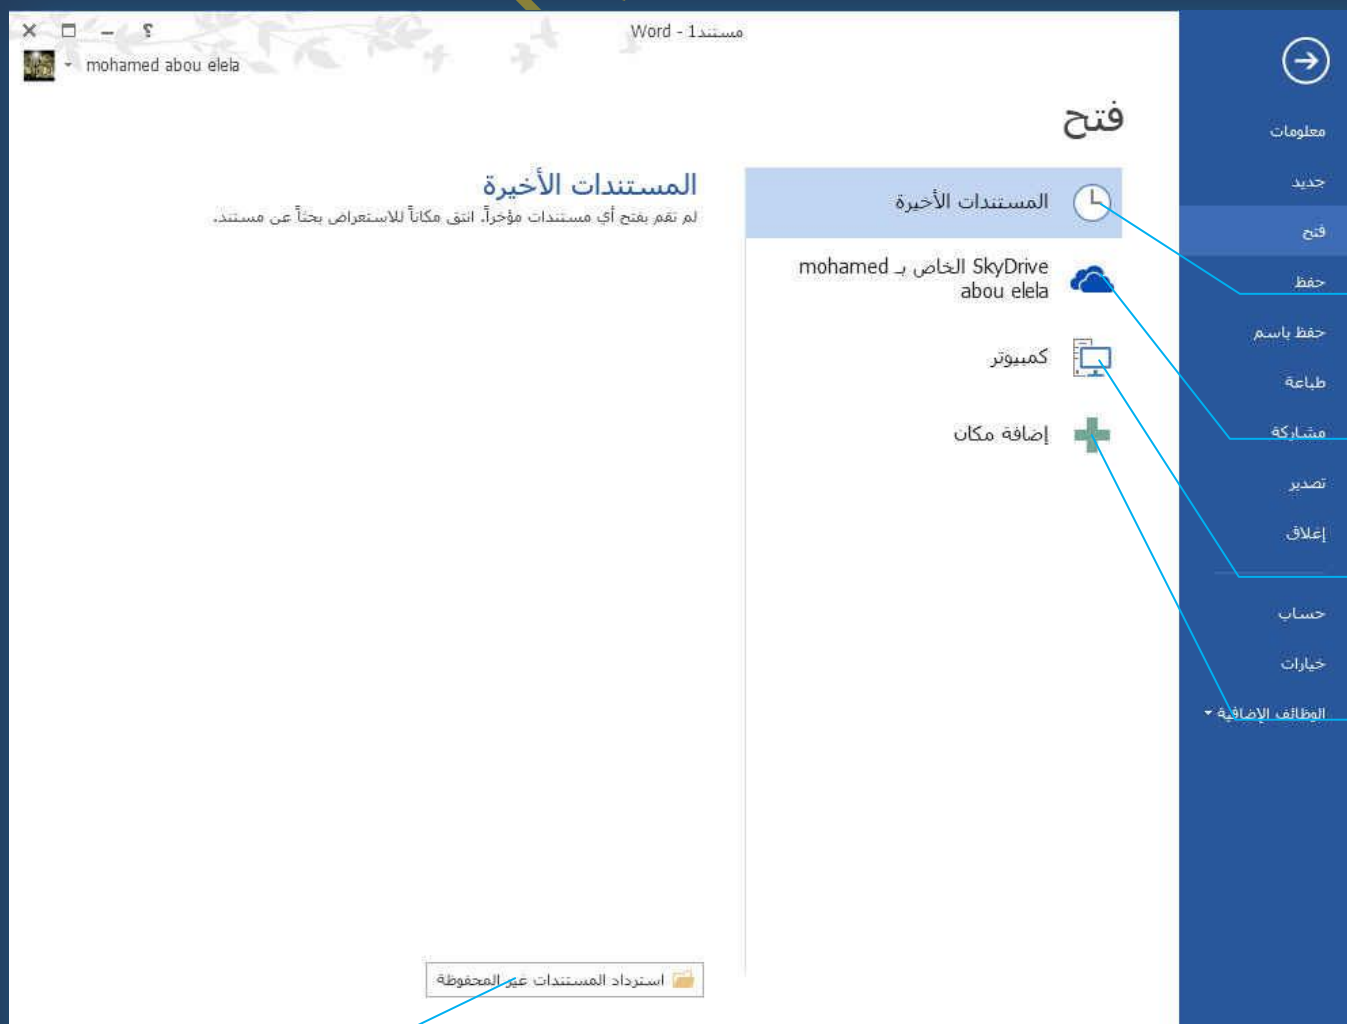 مستند1 - Word
؟
mohamed abou elela
معلومات
جديد
فتح
حفظ
حفظ باسم
طباعة
مشاركة
تصدير
إغلاق
حساب
خيارات
الوظائف الإضافية
فتح
المستندات الأخيرة
SkyDrive الخاص بـ mohamed
abou elela
كمبيوتر
إضافة مكان
المستندات الأخيرة
لم تقم بفتح أي مستندات مؤخراً. انتق مكاناً للاستعراض بحثاً عن مستند.
استرداد المستندات غير المحفوظة